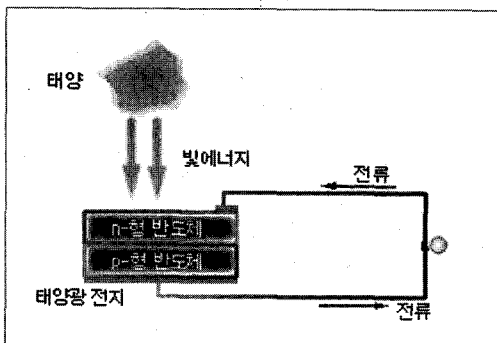 태양
빛에너지
전류
n-형 반도체
p-형 반도체
태양광 전지
전류